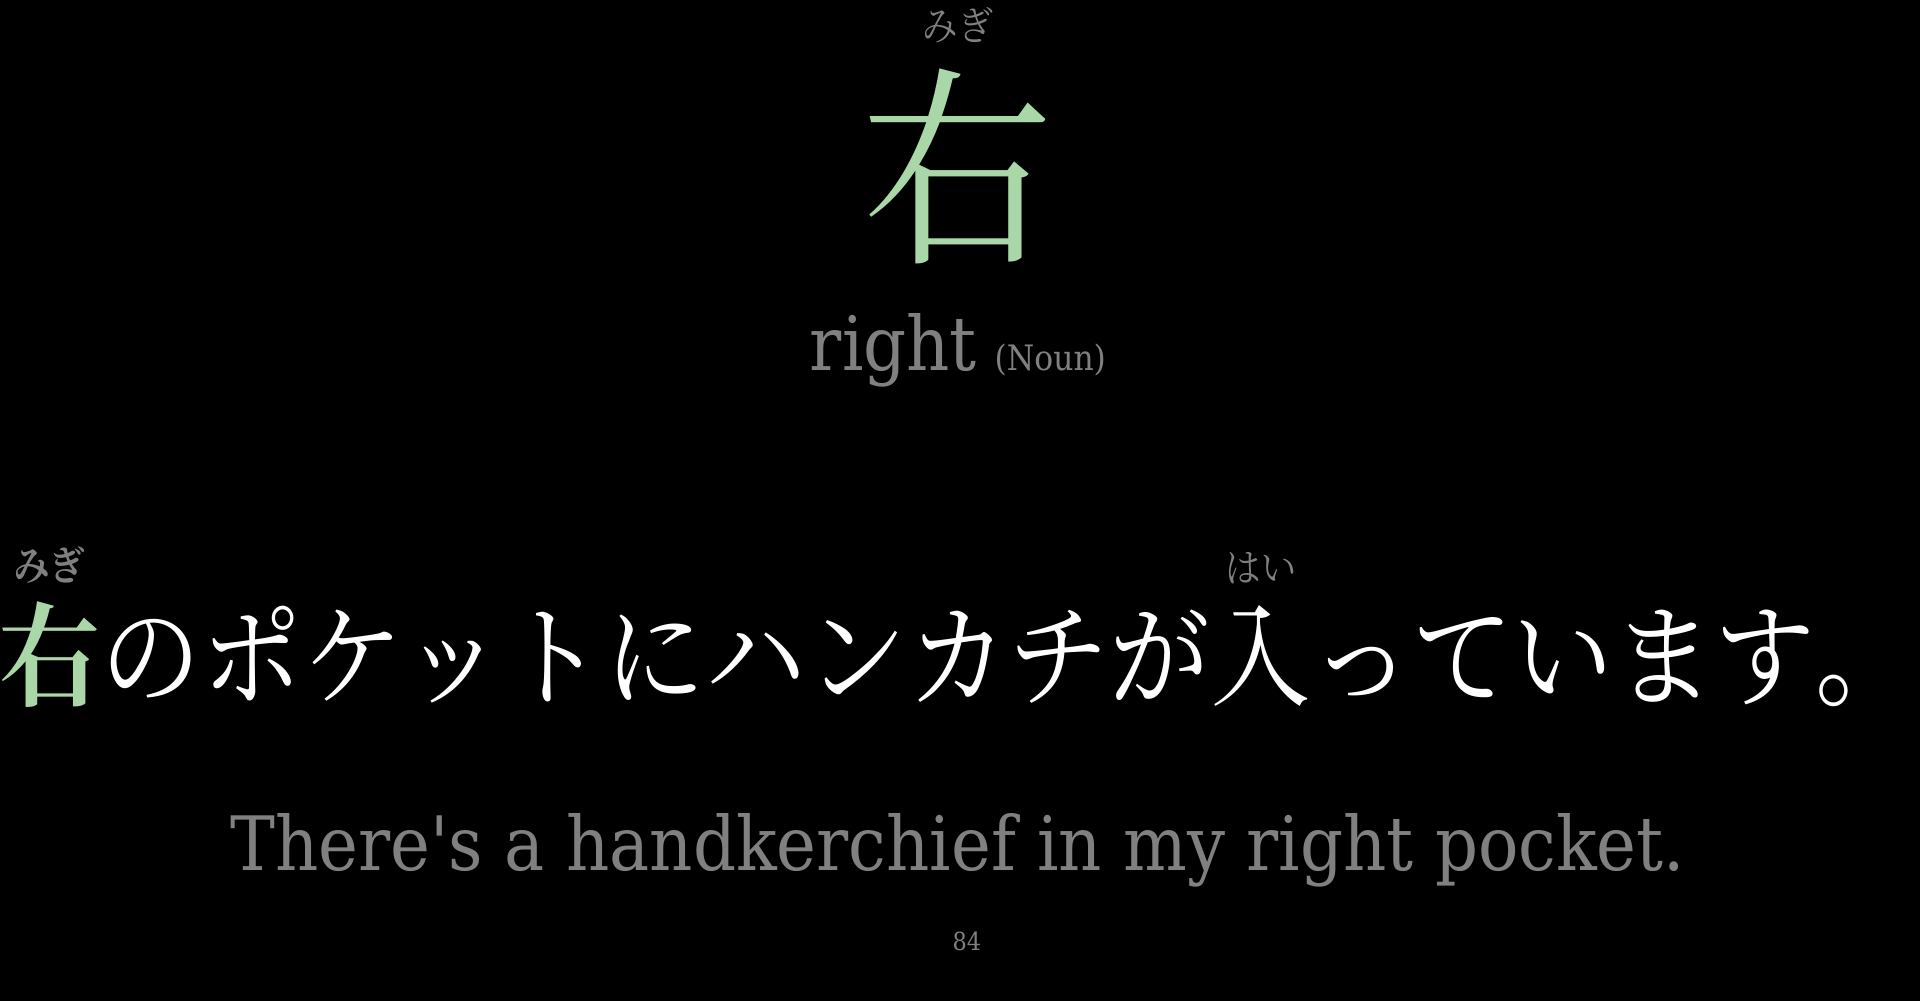 みぎ
右
right (Noun)
みぎ はい
右のポケットにハンカチが入っています。
There's a handkerchief in my right pocket.
84